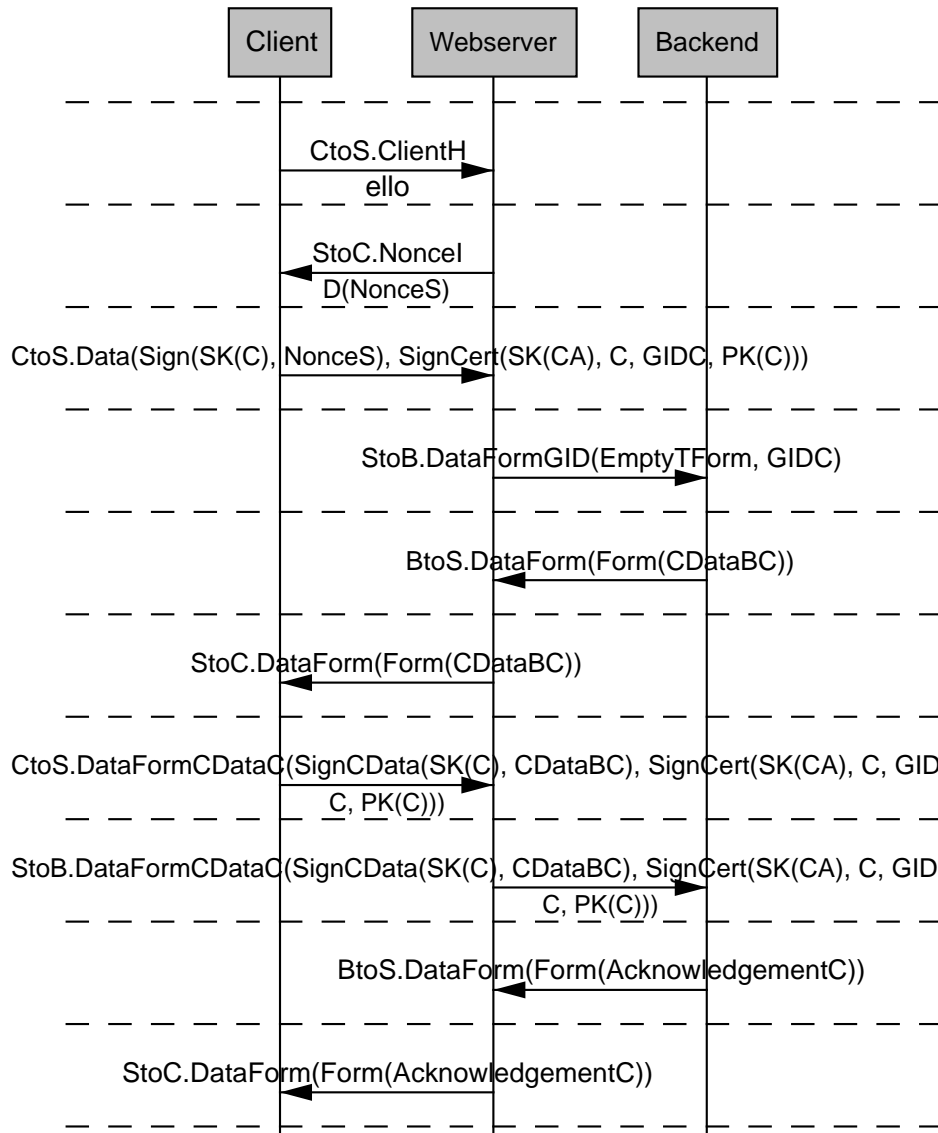 Client
Webserver
Backend
CtoS.ClientH
ello
StoC.NonceI
D(NonceS)
CtoS.Data(Sign(SK(C), NonceS), SignCert(SK(CA), C, GIDC, PK(C)))
StoB.DataFormGID(EmptyTForm, GIDC)
BtoS.DataForm(Form(CDataBC))
StoC.DataForm(Form(CDataBC))
CtoS.DataFormCDataC(SignCData(SK(C), CDataBC), SignCert(SK(CA), C, GID
C, PK(C)))
StoB.DataFormCDataC(SignCData(SK(C), CDataBC), SignCert(SK(CA), C, GID
C, PK(C)))
BtoS.DataForm(Form(AcknowledgementC))
StoC.DataForm(Form(AcknowledgementC))